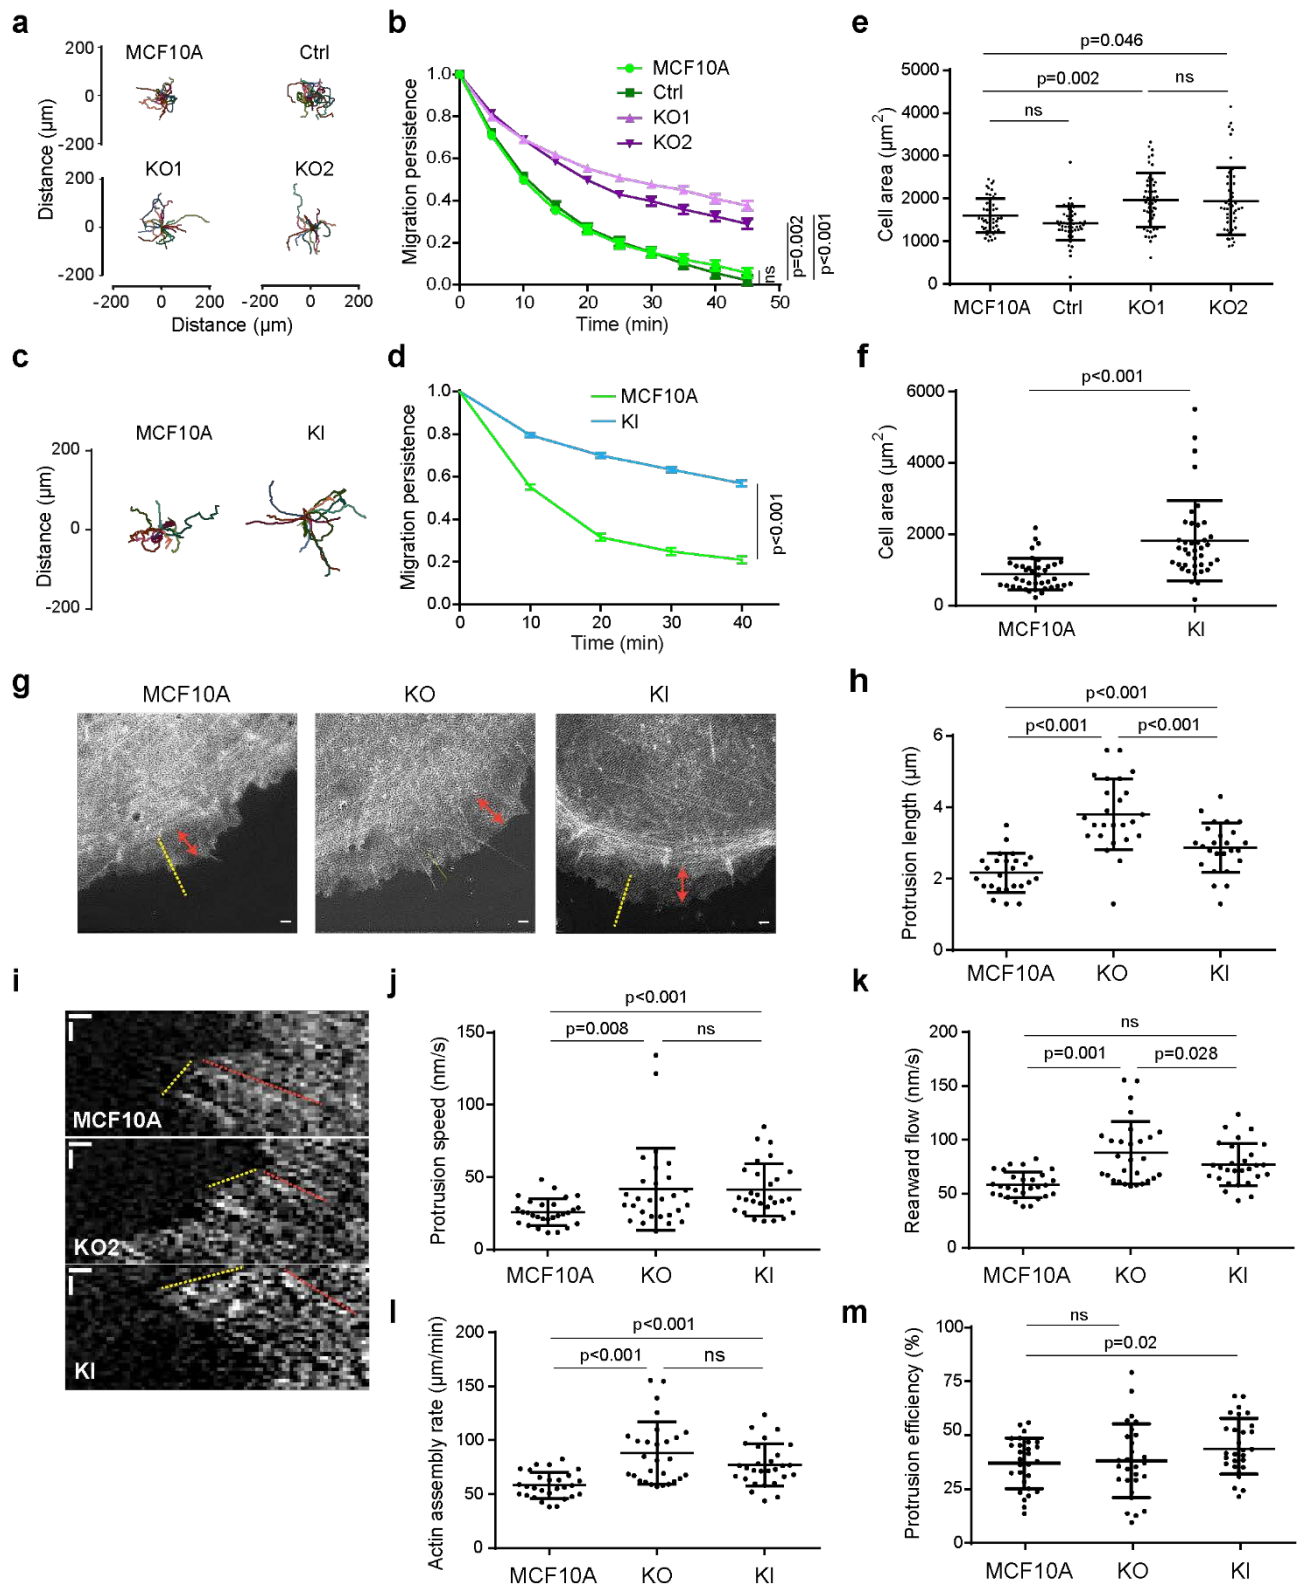 a
MCF10A Ctrl
200
0
-200
Distance (µm)
KO1 KO2
200
0
-200
-200 0 200 -200 0 200
Distance (µm)
b
Migration persistence
1.0
0.8
0.6
0.4
0.2
0.0
0 10 20 30 40 50
Time (min)
MCF10A
Ctrl
KO1
KO2
ns
p=0.002
p<0.001
e
p=0.046
p=0.002 ns
ns
Cell area (µm²)
5000
4000
3000
2000
1000
0
MCF10A Ctrl KO1 KO2
c
MCF10A KI
Distance (µm)
200
0
-200
d
Migration persistence
1.0
0.8
0.6
0.4
0.2
0.0
0 10 20 30 40
Time (min)
MCF10A
KI
p<0.001
f
p<0.001
Cell area (µm²)
6000
4000
2000
0
MCF10A KI
g
MCF10A KO KI
h
p<0.001
p<0.001 p<0.001
Protrusion length (µm)
6
4
2
0
MCF10A KO KI
i
MCF10A
KO2
KI
j
p<0.001
p=0.008 ns
Protrusion speed (nm/s)
150
100
50
0
MCF10A KO KI
k
ns
p=0.001 p=0.028
Rearward flow (nm/s)
200
150
100
50
0
MCF10A KO KI
l
p<0.001
p<0.001 ns
Actin assembly rate (µm/min)
200
150
100
50
0
MCF10A KO KI
m
ns
p=0.02
Protrusion efficiency (%)
100
75
50
25
0
MCF10A KO KI